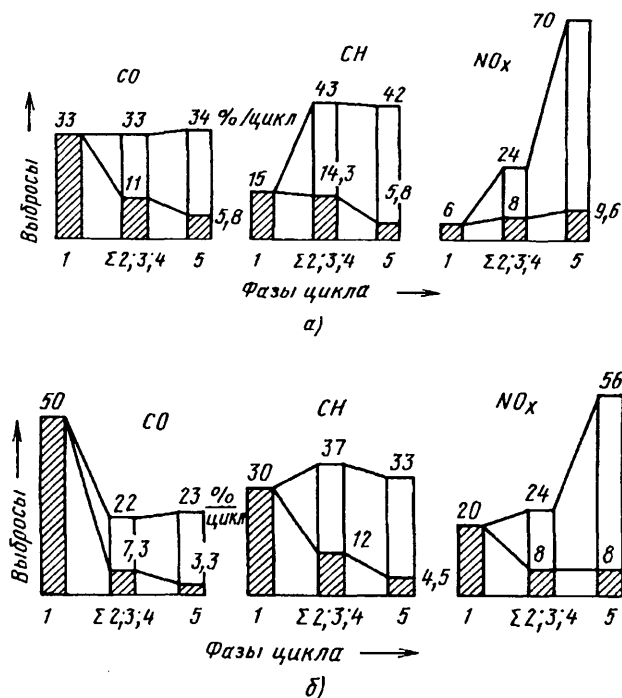 CO
CH
NOx
33
33
34 %/цикл
11
5,8
15
43
42
14,3
5,8
6
24
70
8
9,6
Выбросы
1 Σ2;3;4 5
1 Σ2;3;4 5
1 Σ2;3;4 5
Фазы цикла
а)
CO
CH
NOx
50
22
23 %/цикл
7,3
3,3
30
37
33
12
4,5
20
24
56
8
8
Выбросы
1 Σ2;3;4 5
1 Σ2;3;4 5
1 Σ2;3;4 5
Фазы цикла
б)